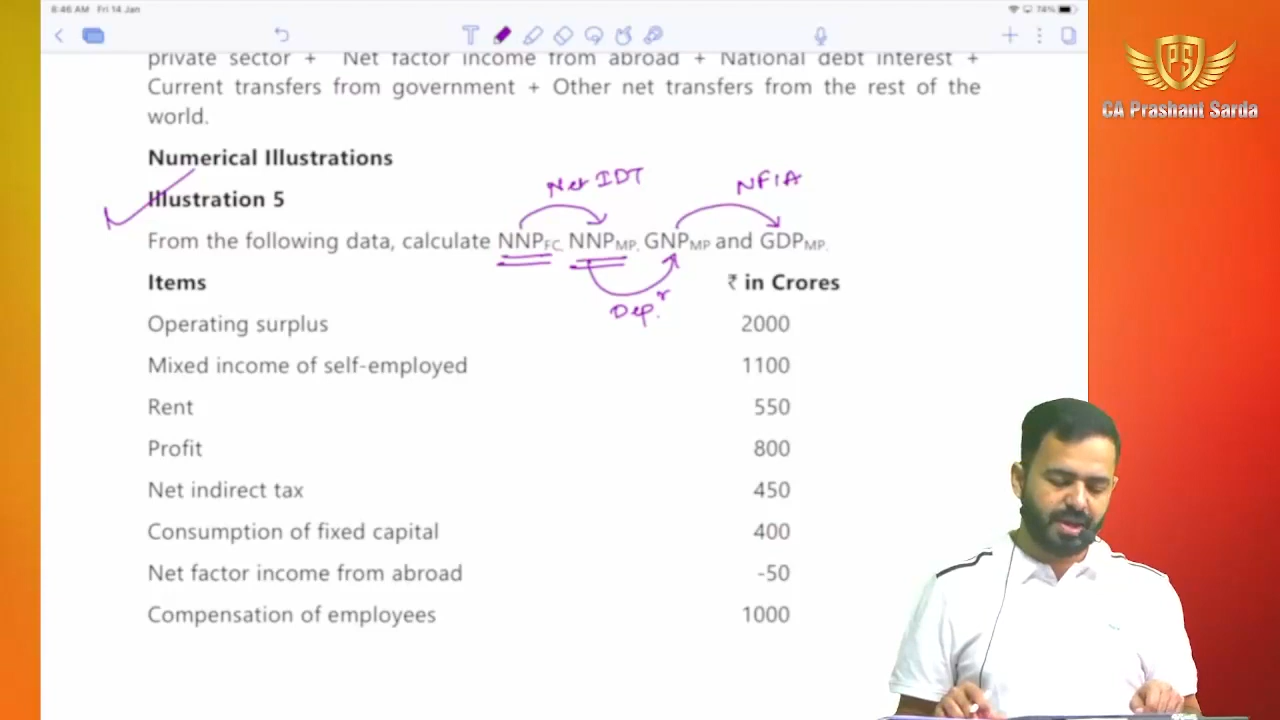 8:46 AM Fri 14 Jan
74%
private sector + Net factor income from abroad + National debt interest +
Current transfers from government + Other net transfers from the rest of the
world.
Numerical Illustrations
Illustration 5
Net IDT
NFIA
From the following data, calculate NNPFC, NNPMP, GNPMP and GDPMP.
Depr.
Items ₹ in Crores
Operating surplus 2000
Mixed income of self-employed 1100
Rent 550
Profit 800
Net indirect tax 450
Consumption of fixed capital 400
Net factor income from abroad -50
Compensation of employees 1000
PS
CA Prashant Sarda